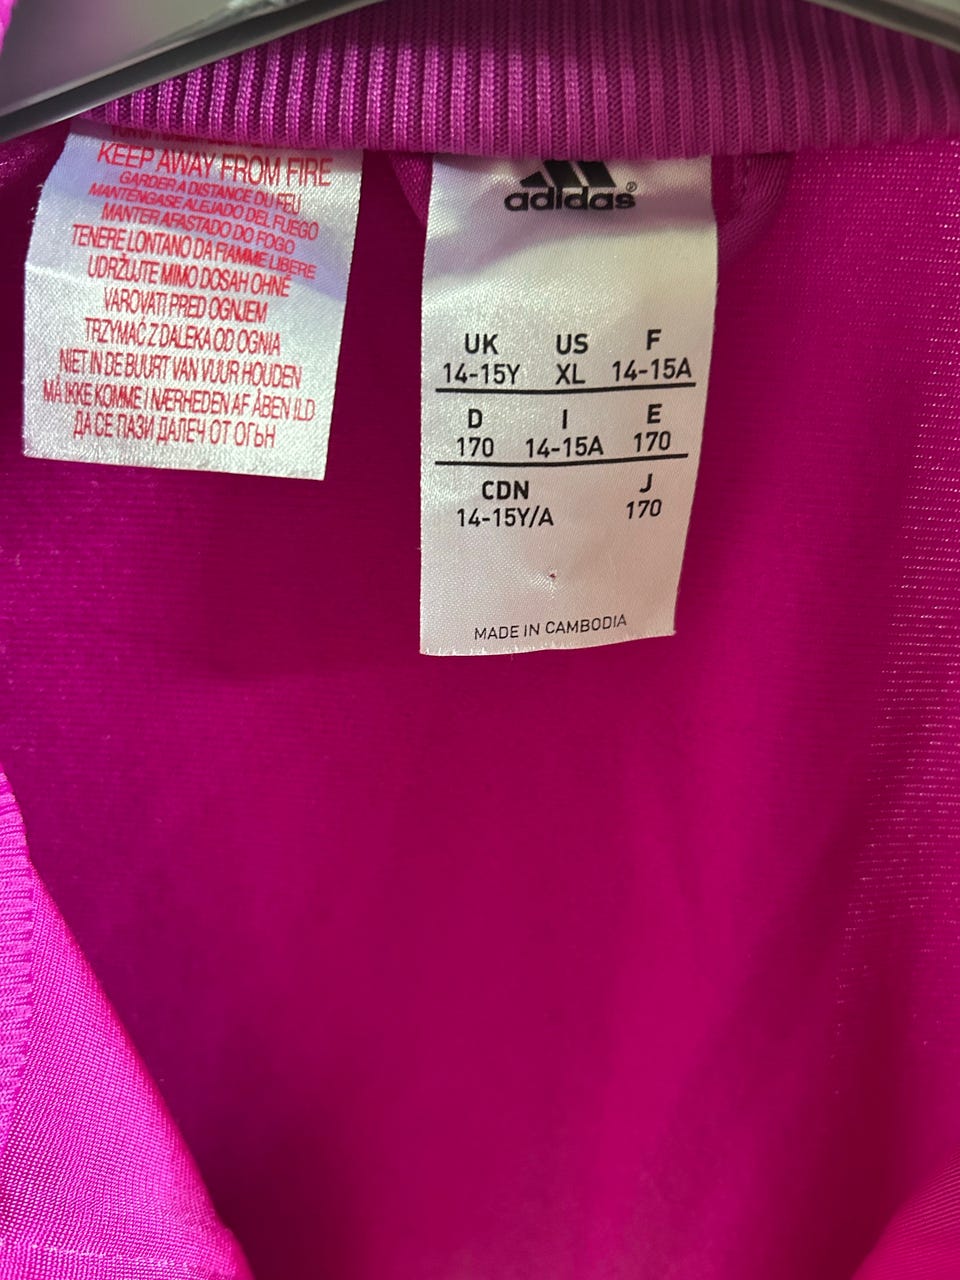 KEEP AWAY FROM FIRE
GARDER A DISTANCE DU FEU
MANTÉNGASE ALEJADO DEL FUEGO
MANTER AFASTADO DO FOGO
TENERE LONTANO DA FIAMME LIBERE
UDRŽUJTE MIMO DOSAH OHNĚ
VAROVATI PRED OGNJEM
TRZYMAĆ Z DALEKA OD OGNIA
NIET IN DE BUURT VAN VUUR HOUDEN
MÅ IKKE KOMME I NÆRHEDEN AF ÅBEN ILD
ДА СЕ ПАЗИ ДАЛЕЧ ОТ ОГЪН
adidas®
UK US F
14-15Y XL 14-15A
D I E
170 14-15A 170
CDN J
14-15Y/A 170
MADE IN CAMBODIA